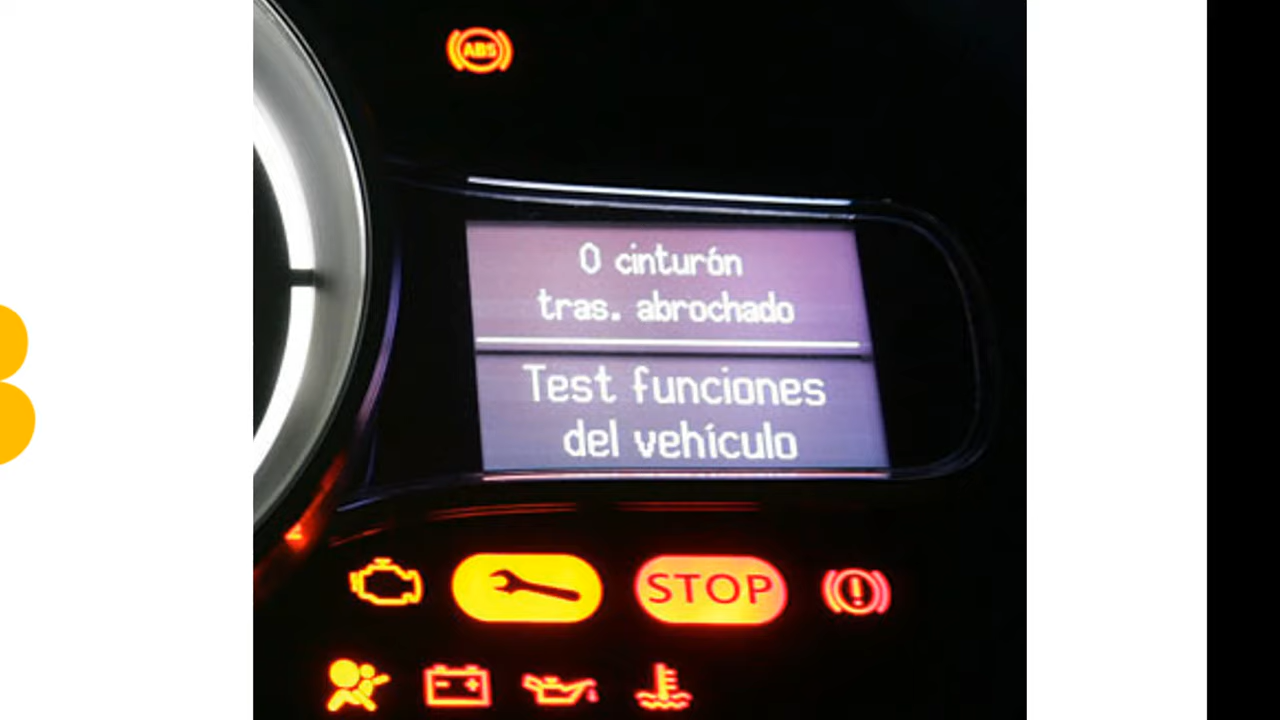 ABS
0 cinturón
tras. abrochado
Test funciones
del vehículo
STOP